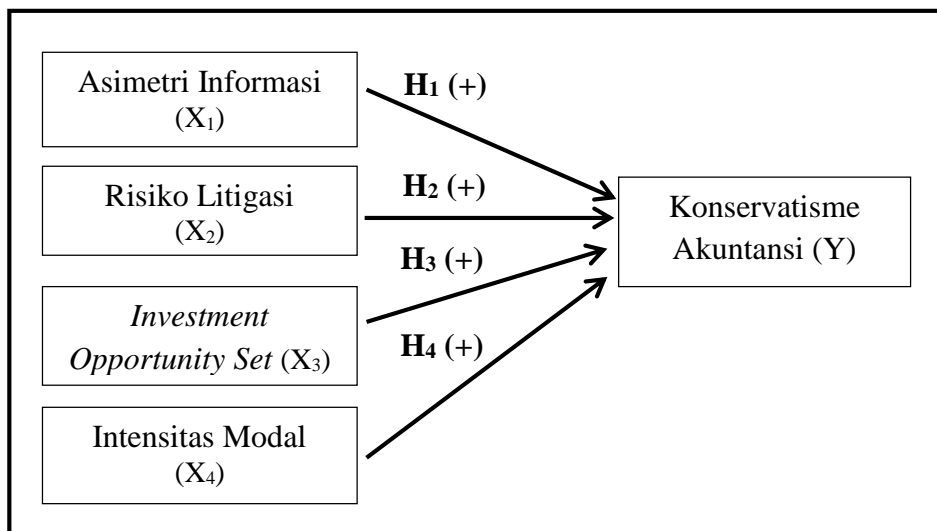 Asimetri Informasi
(X₁)
H₁ (+)
Risiko Litigasi
(X₂)
H₂ (+)
Investment
Opportunity Set (X₃)
H₃ (+)
Intensitas Modal
(X₄)
H₄ (+)
Konservatisme
Akuntansi (Y)